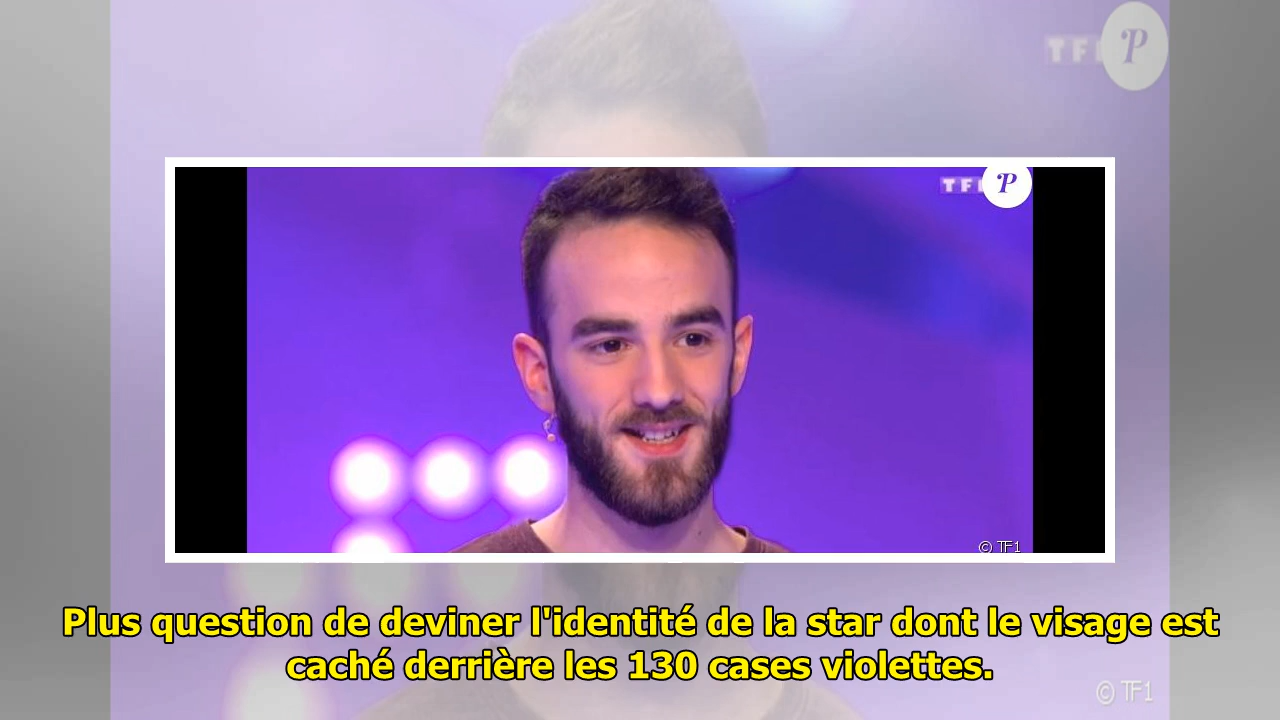 TF1
P
TF1
P
© TF1
Plus question de deviner l'identité de la star dont le visage est
caché derrière les 130 cases violettes.
© TF1